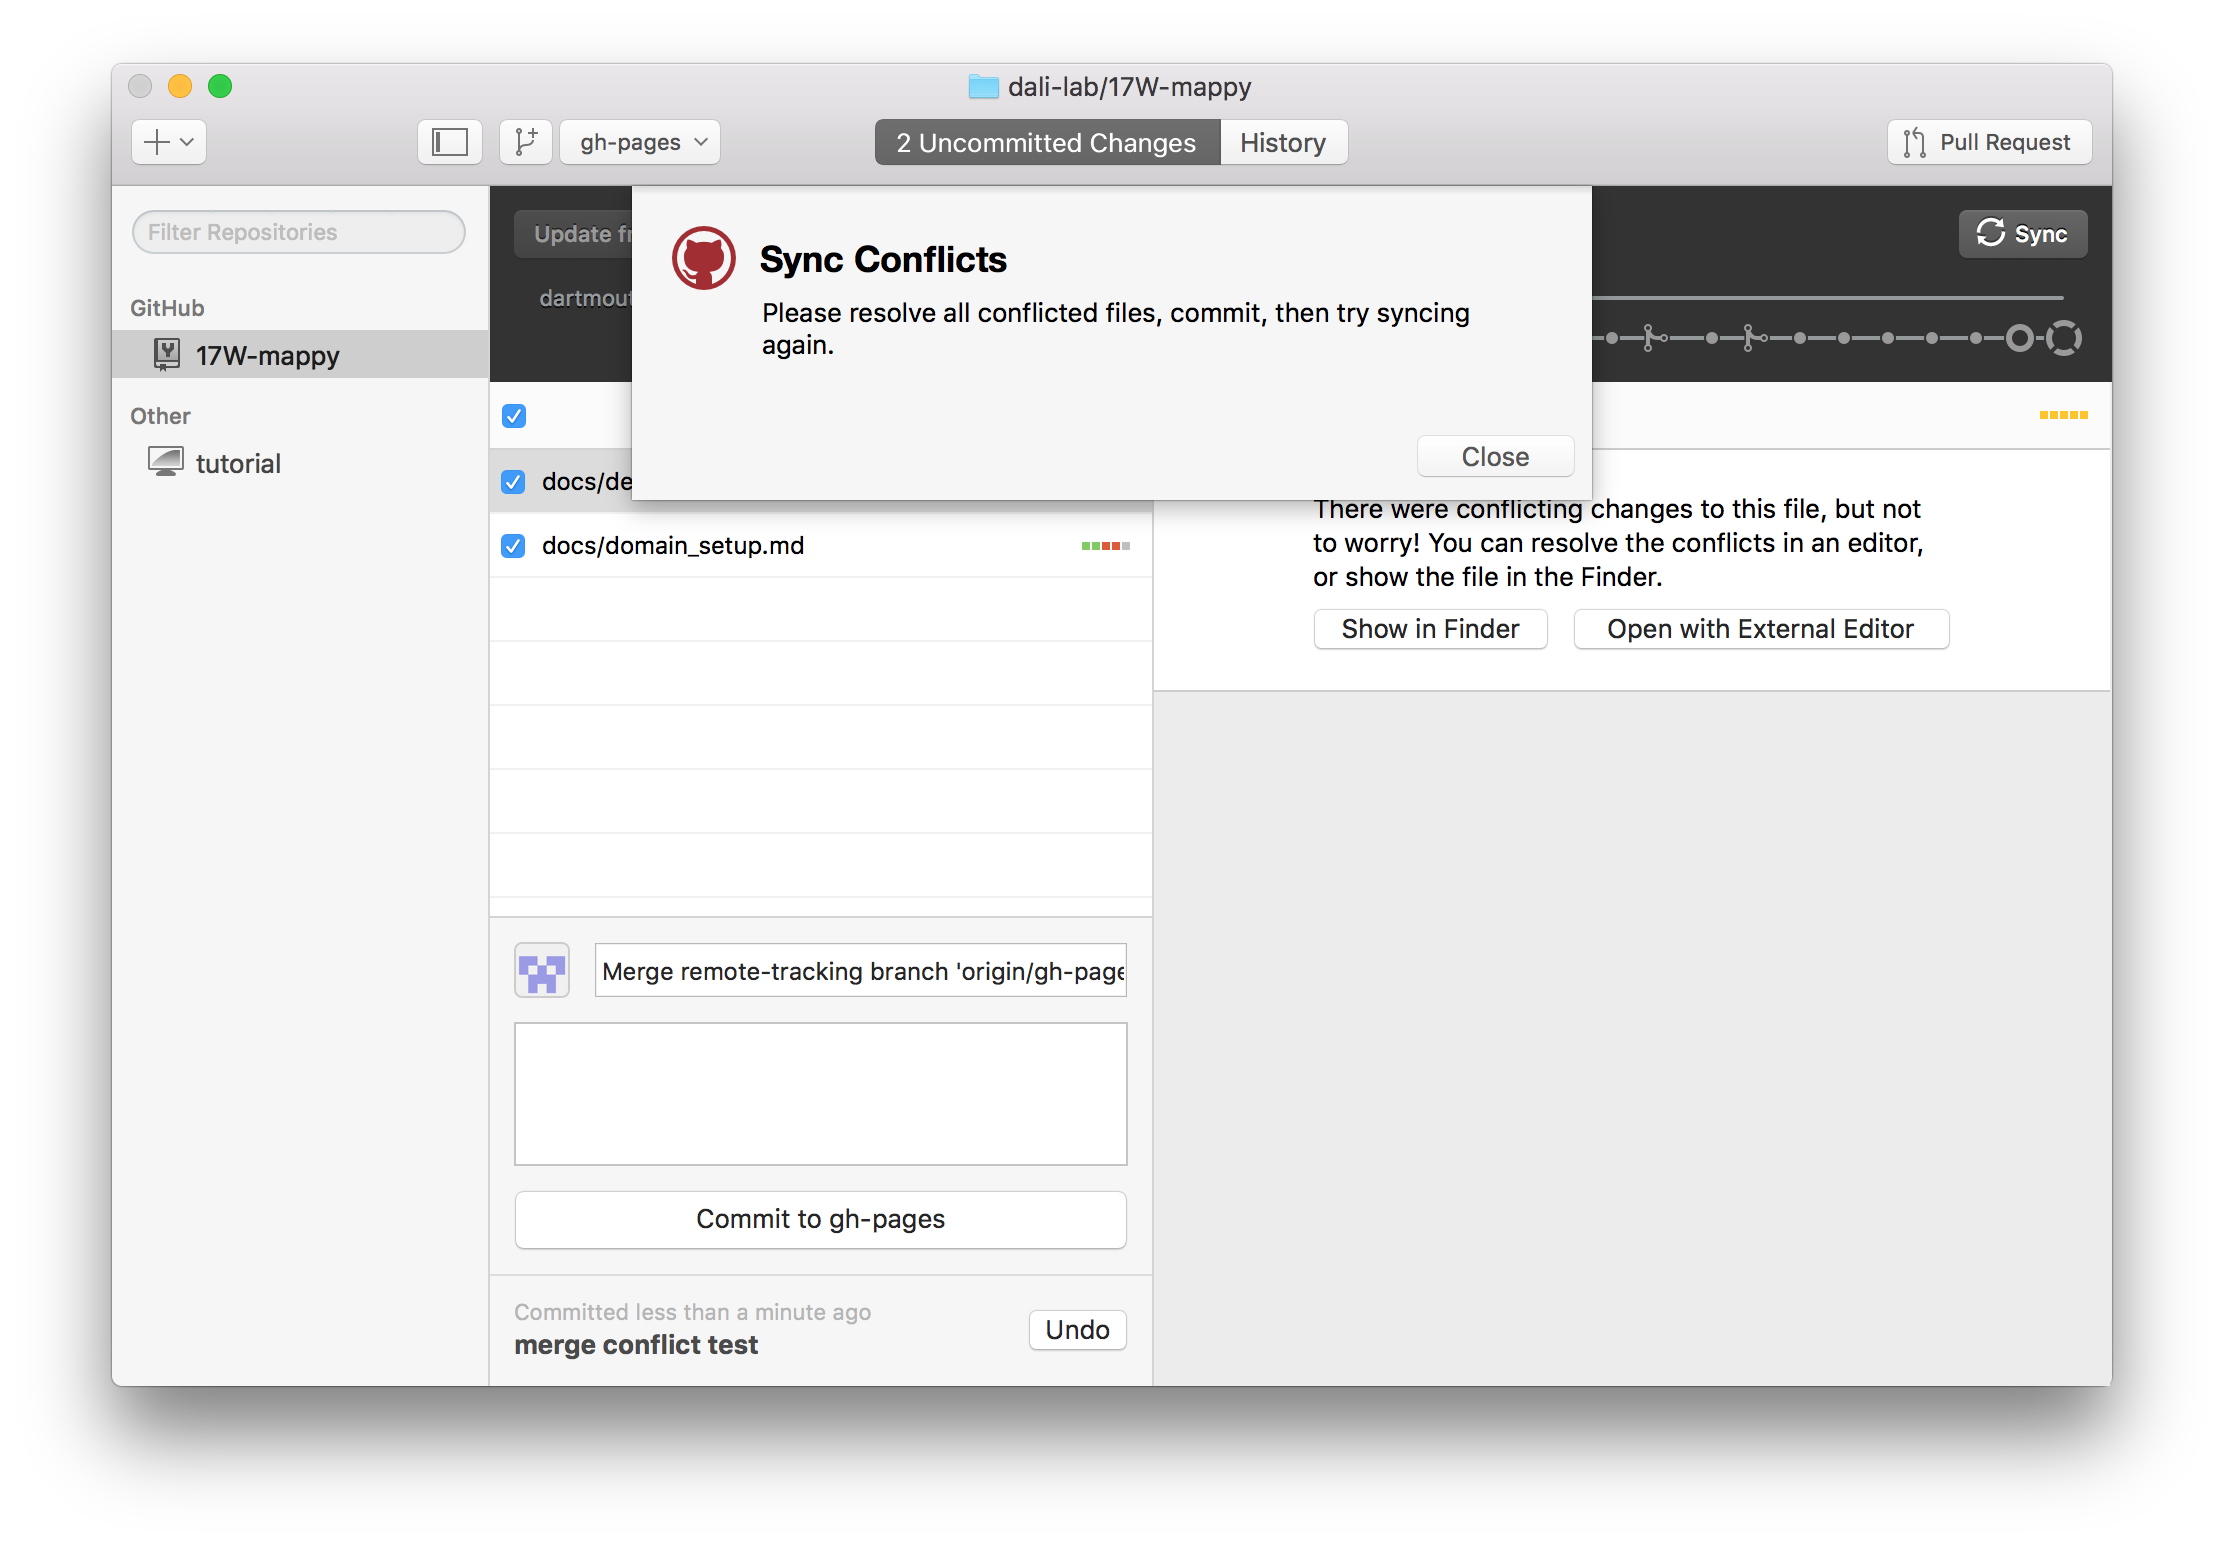 dali-lab/17W-mappy
gh-pages
2 Uncommitted Changes
History
Pull Request
Filter Repositories
GitHub
17W-mappy
Other
tutorial
Update
Sync
Sync Conflicts
Please resolve all conflicted files, commit, then try syncing
again.
Close
docs/de
docs/domain_setup.md
There were conflicting changes to this file, but not
to worry! You can resolve the conflicts in an editor,
or show the file in the Finder.
Show in Finder
Open with External Editor
Merge remote-tracking branch 'origin/gh-page
Commit to gh-pages
Committed less than a minute ago
merge conflict test
Undo